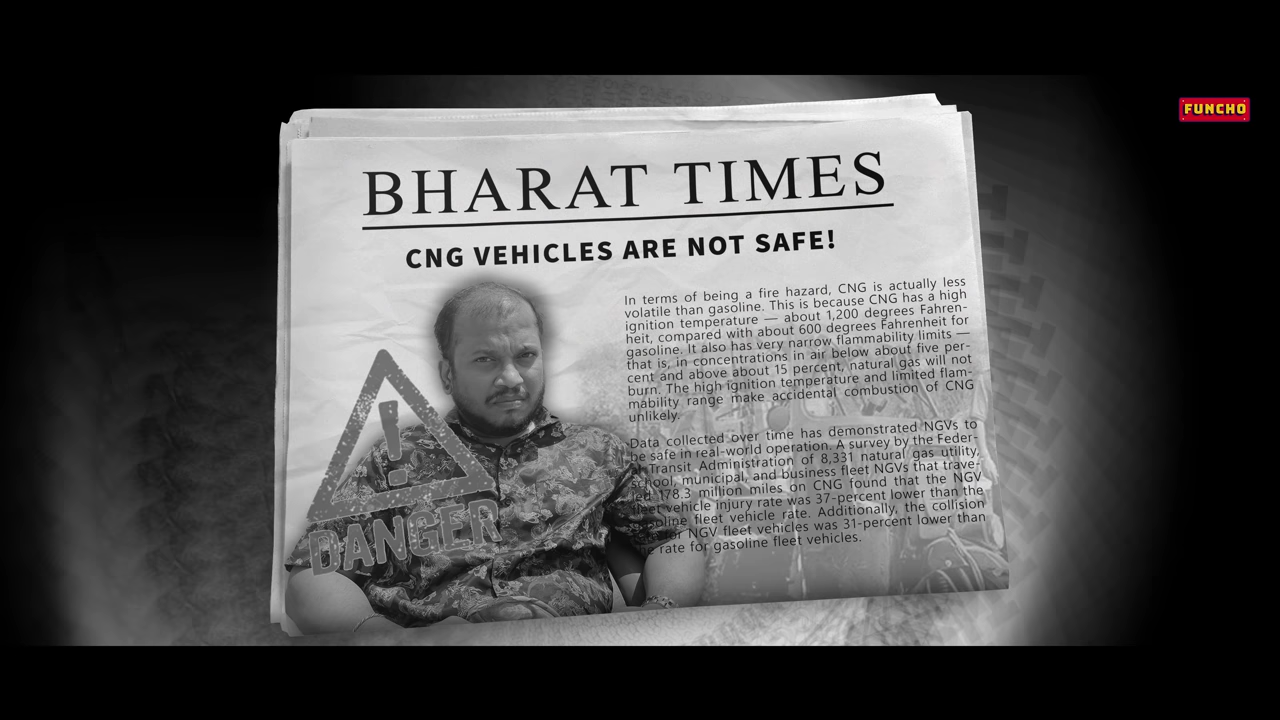 FUNCHO
BHARAT TIMES
CNG VEHICLES ARE NOT SAFE!
In terms of being a fire hazard, CNG is actually less
volatile than gasoline. This is because CNG has a high
ignition temperature — about 1,200 degrees Fahren-
heit, compared with about 600 degrees Fahrenheit for
gasoline. It also has very narrow flammability limits —
that is, in concentrations in air below about five per-
cent and above about 15 percent, natural gas will not
burn. The high ignition temperature and limited flam-
mability range make accidental combustion of CNG
unlikely.
Data collected over time has demonstrated NGVs to
be safe in real-world operation. A survey by the Feder-
Transit Administration of 8,331 natural gas utility,
school, municipal, and business fleet NGVs that trave-
led 178.3 million miles on CNG found that the NGV
fleet vehicle injury rate was 37-percent lower than the
gasoline fleet vehicle rate. Additionally, the collision
for NGV fleet vehicles was 31-percent lower than
rate for gasoline fleet vehicles.
!
DANGER